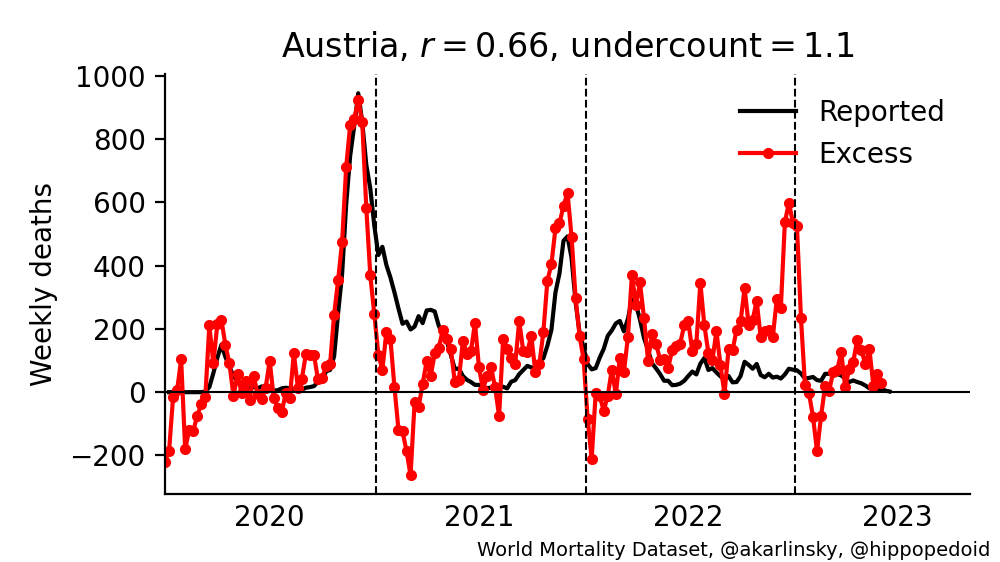 Austria, r = 0.66, undercount = 1.1
1000
800
600
400
200
0
−200
Weekly deaths
Reported
Excess
2020 2021 2022 2023
World Mortality Dataset, @akarlinsky, @hippopedoid